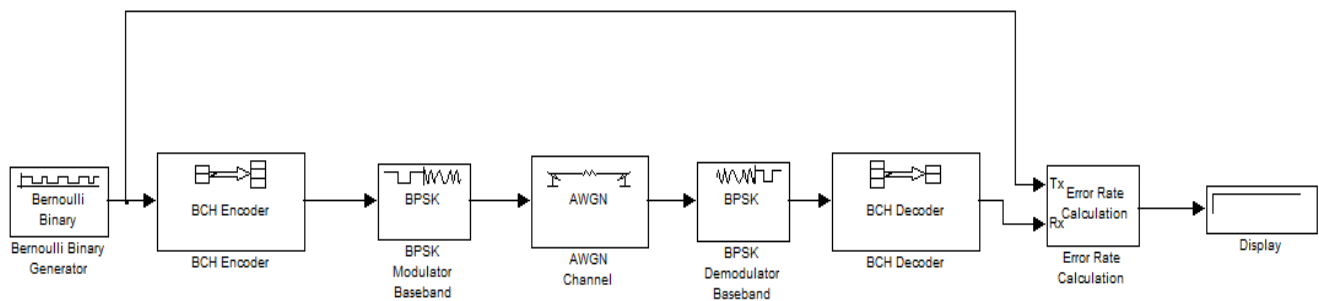 Bernoulli
Binary
Bernoulli Binary
Generator
BCH Encoder
BCH Encoder
BPSK
BPSK
Modulator
Baseband
AWGN
AWGN
Channel
BPSK
BPSK
Demodulator
Baseband
BCH Decoder
BCH Decoder
Tx
Rx
Error Rate
Calculation
Error Rate
Calculation
Display